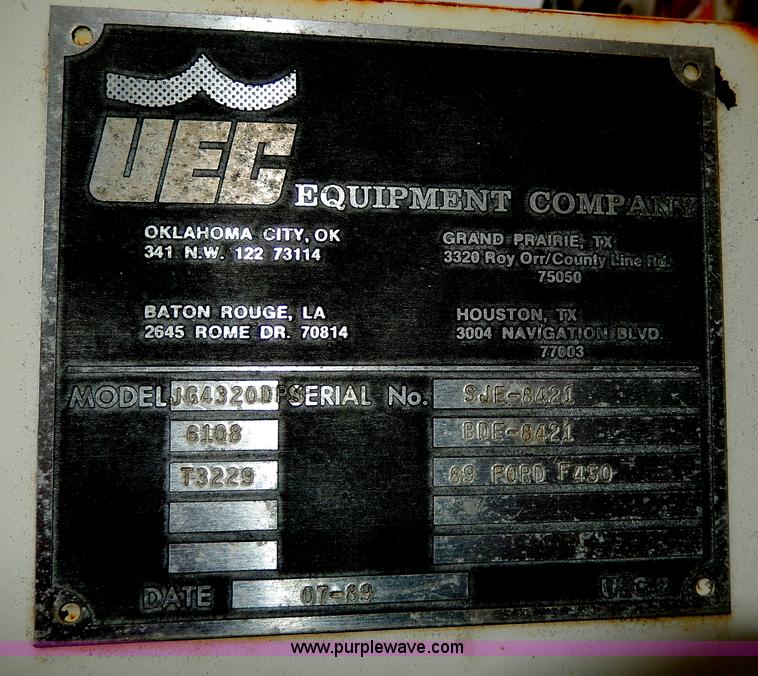 UEC
EQUIPMENT COMPANY
OKLAHOMA CITY, OK
341 N.W. 122 73114
GRAND PRAIRIE, TX
3320 Roy Orr/County Line Rd.
75050
BATON ROUGE, LA
2645 ROME DR. 70814
HOUSTON, TX
3004 NAVIGATION BLVD.
77003
MODEL JG4320DPS SERIAL No. SJE-8421
6108 BDE-8421
T3229 89 FORD F450
DATE 07-89
www.purplewave.com